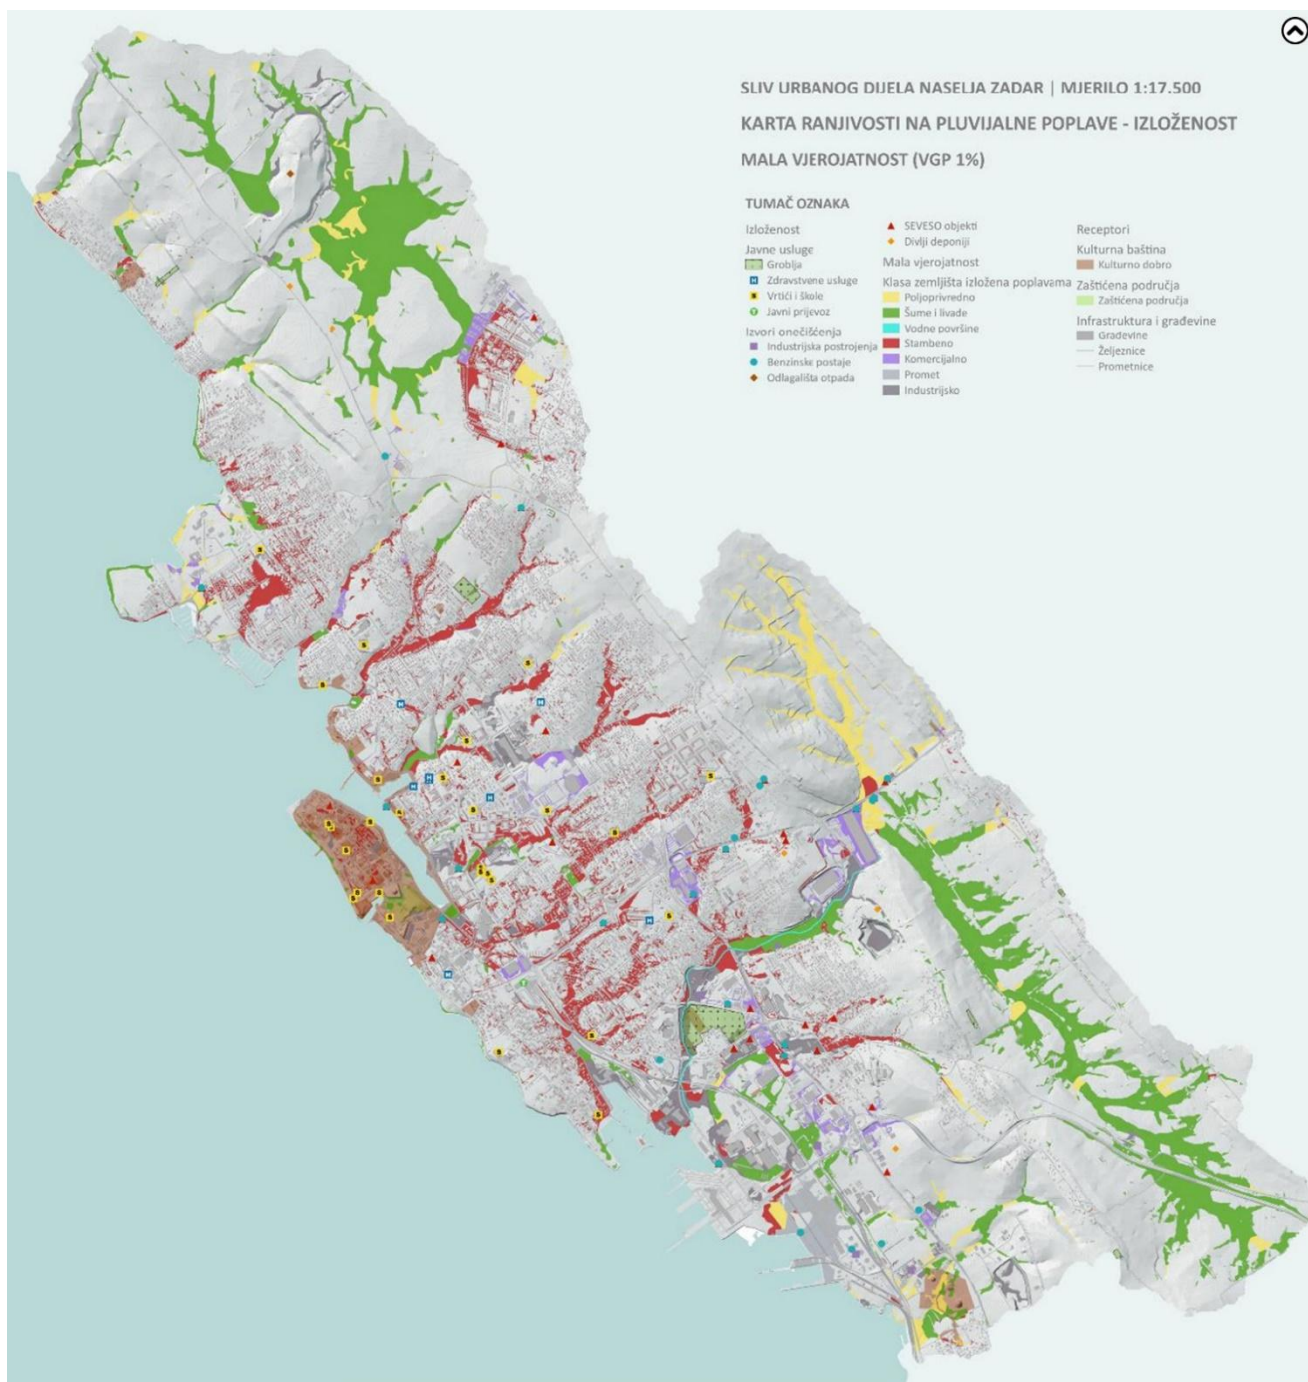 SLIV URBANOG DIJELA NASELJA ZADAR | MJERILO 1:17.500
KARTA RANJIVOSTI NA PLUVIJALNE POPLAVE - IZLOŽENOST
MALA VJEROJATNOST (VGP 1%)
TUMAČ OZNAKA
Izloženost
Javne usluge
Groblja
Zdravstvene usluge
Vrtići i škole
Javni prijevoz
Izvori onečišćenja
Industrijska postrojenja
Benzinske postaje
Odlagališta otpada
SEVESO objekti
Divlji deponiji
Mala vjerojatnost
Klasa zemljišta izložena poplavama
Poljoprivredno
Šume i livade
Vodne površine
Stambeno
Komercijalno
Promet
Industrijsko
Receptori
Kulturna baština
Kulturno dobro
Zaštićena područja
Zaštićena područja
Infrastruktura i građevine
Građevine
Željeznice
Prometnice